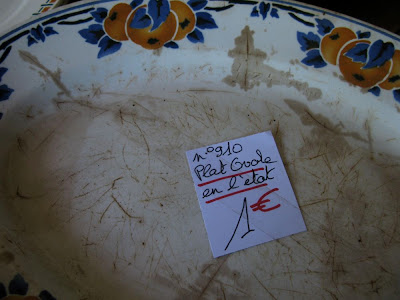 n°910
Plat Ovale
en l'état
1€